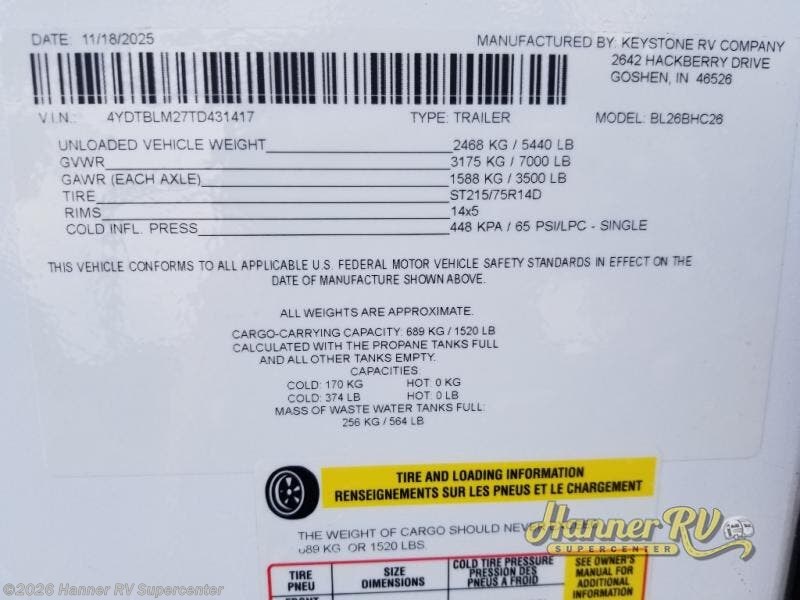 DATE: 11/18/2025
MANUFACTURED BY: KEYSTONE RV COMPANY
2642 HACKBERRY DRIVE
GOSHEN, IN 46526
V.I.N.: 4YDTBLM27TD431417 TYPE: TRAILER MODEL: BL26BHC26
UNLOADED VEHICLE WEIGHT 2468 KG / 5440 LB
GVWR 3175 KG / 7000 LB
GAWR (EACH AXLE) 1588 KG / 3500 LB
TIRE ST215/75R14D
RIMS 14x5
COLD INFL. PRESS 448 KPA / 65 PSI/LPC - SINGLE
THIS VEHICLE CONFORMS TO ALL APPLICABLE U.S. FEDERAL MOTOR VEHICLE SAFETY STANDARDS IN EFFECT ON THE
DATE OF MANUFACTURE SHOWN ABOVE.
ALL WEIGHTS ARE APPROXIMATE.
CARGO-CARRYING CAPACITY: 689 KG / 1520 LB
CALCULATED WITH THE PROPANE TANKS FULL
AND ALL OTHER TANKS EMPTY.
CAPACITIES:
COLD: 170 KG HOT: 0 KG
COLD: 374 LB HOT: 0 LB
MASS OF WASTE WATER TANKS FULL:
256 KG / 564 LB
TIRE AND LOADING INFORMATION
RENSEIGNEMENTS SUR LES PNEUS ET LE CHARGEMENT
THE WEIGHT OF CARGO SHOULD NEVER
689 KG OR 1520 LBS.
Hanner RV
SUPERCENTER
TIRE
PNEU
SIZE
DIMENSIONS
COLD TIRE PRESSURE
PRESSION DES
PNEUS A FROID
SEE OWNER'S
MANUAL FOR
ADDITIONAL
INFORMATION
©2026 Hanner RV Supercenter